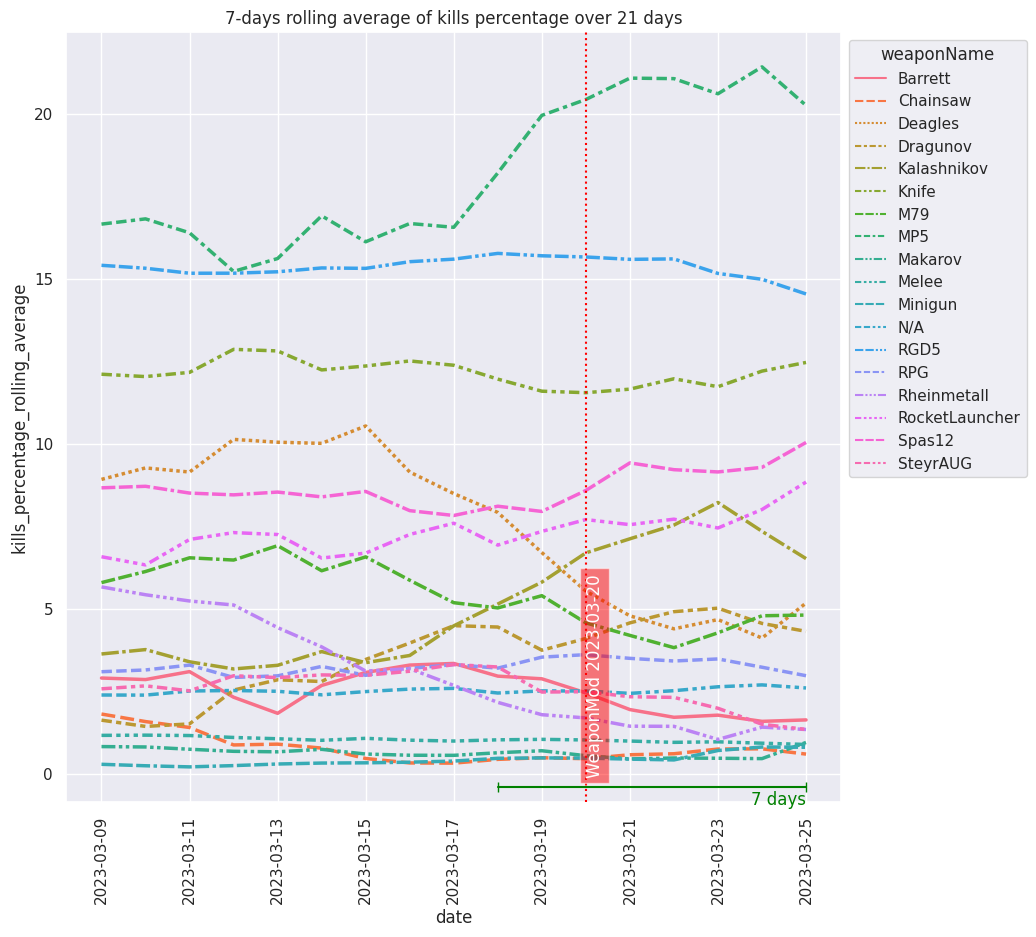 7-days rolling average of kills percentage over 21 days
kills_percentage_rolling_average
20
15
10
5
0
WeaponMod 2023-03-20
7 days
2023-03-09
2023-03-11
2023-03-13
2023-03-15
2023-03-17
2023-03-19
2023-03-21
2023-03-23
2023-03-25
date
weaponName
Barrett
Chainsaw
Deagles
Dragunov
Kalashnikov
Knife
M79
MP5
Makarov
Melee
Minigun
N/A
RGD5
RPG
Rheinmetall
RocketLauncher
Spas12
SteyrAUG